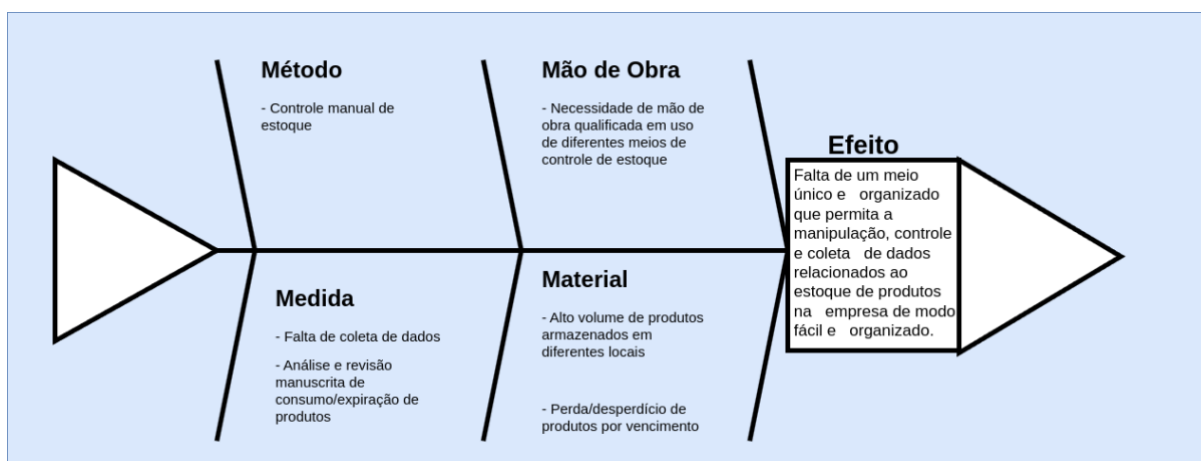 Método
- Controle manual de
estoque
Mão de Obra
- Necessidade de mão de
obra qualificada em uso
de diferentes meios de
controle de estoque
Medida
- Falta de coleta de dados
- Análise e revisão
manuscrita de
consumo/expiração de
produtos
Material
- Alto volume de produtos
armazenados em
diferentes locais
- Perda/desperdício de
produtos por vencimento
Efeito
Falta de um meio
único e organizado
que permita a
manipulação, controle
e coleta de dados
relacionados ao
estoque de produtos
na empresa de modo
fácil e organizado.